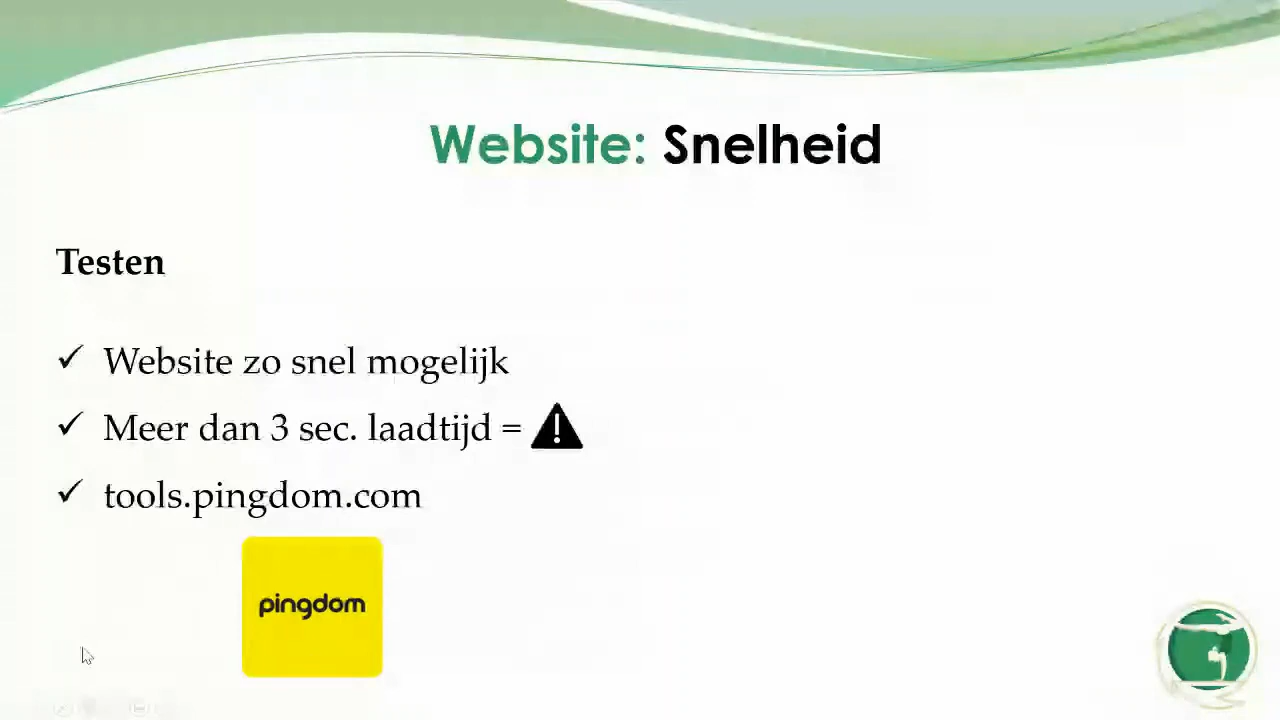 Website: Snelheid
Testen
✓ Website zo snel mogelijk
✓ Meer dan 3 sec. laadtijd =
✓ tools.pingdom.com
pingdom